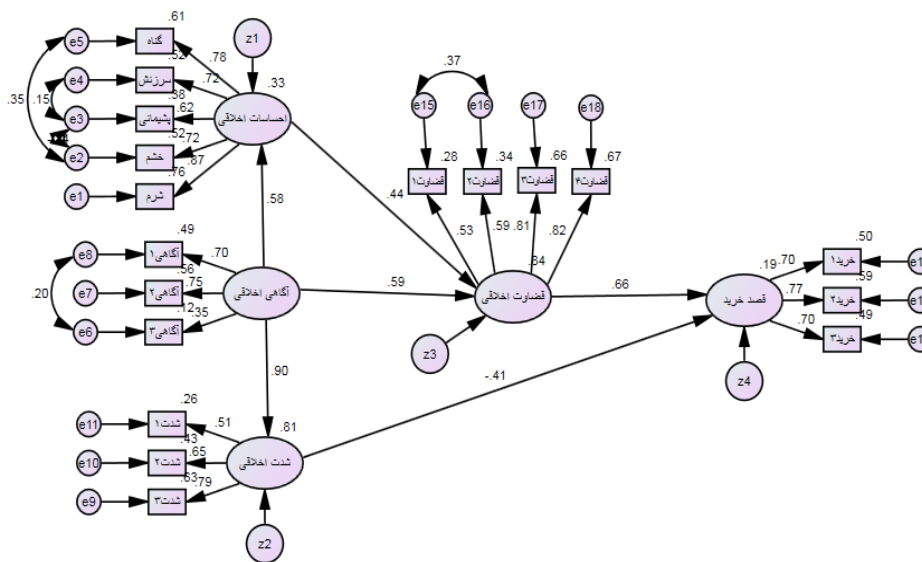 z1
.33
احساسات اخلاقی
e5
گناه
.61
.78
e4
سرزنش
.52
.72
e3
پشیمانی
.38
.62
e2
خشم
.52
.72
e1
شرم
.76
.87
.35
.15
.58
.44
e8
آگاهی۱
.49
.70
e7
آگاهی۲
.56
.75
e6
آگاهی۳
.12
.35
.20
آگاهی اخلاقی
.59
.90
e11
شدت۱
.26
.51
e10
شدت۲
.43
.65
e9
شدت۳
.63
.79
شدت اخلاقی
.81
z2
-.41
.37
e15
e16
e17
e18
.28
.34
.66
.67
قضاوت۱
قضاوت۲
قضاوت۳
قضاوت۴
.53
.59
.81
.82
قضاوت اخلاقی
z3
.66
قصد خرید
.19
z4
خرید۱
.50
.70
e1
خرید۲
.59
.77
e1
خرید۳
.49
.70
e1